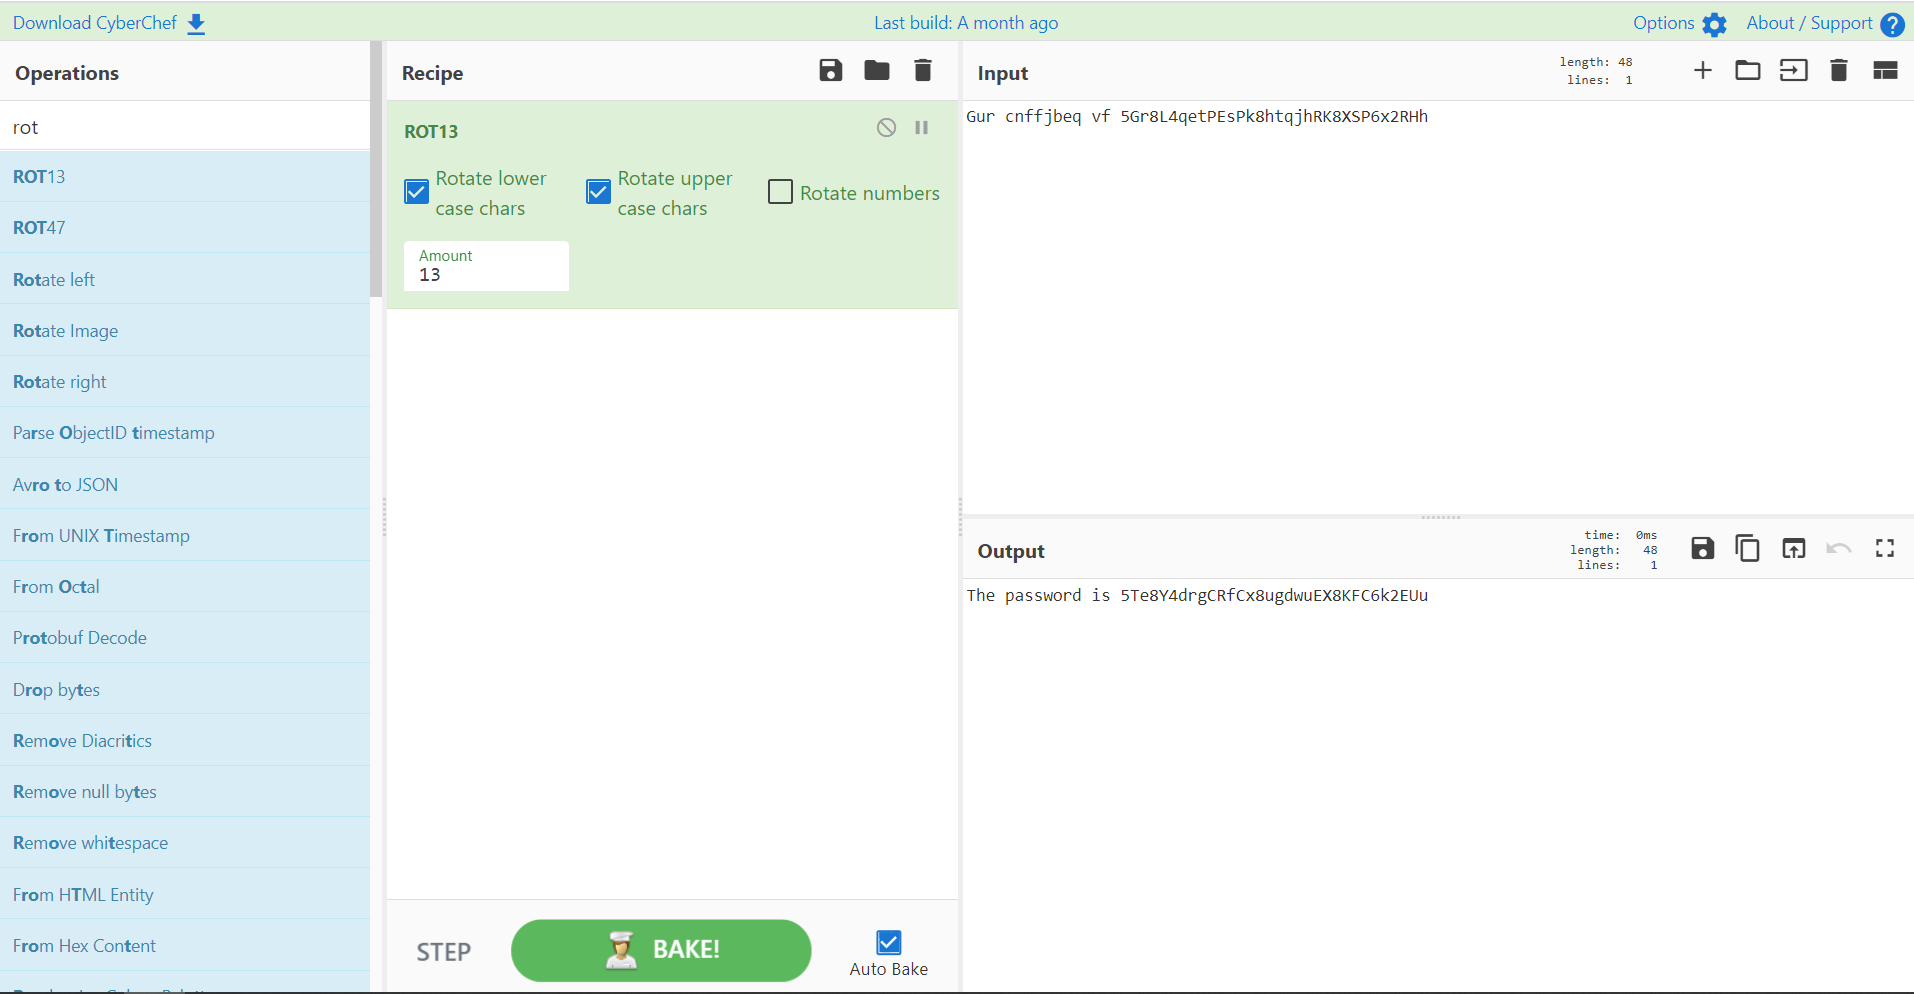 Download CyberChef
Last build: A month ago
Options
About / Support
Operations
rot
ROT13
ROT47
Rotate left
Rotate Image
Rotate right
Parse ObjectID timestamp
Avro to JSON
From UNIX Timestamp
From Octal
Protobuf Decode
Drop bytes
Remove Diacritics
Remove null bytes
Remove whitespace
From HTML Entity
From Hex Content
Recipe
ROT13
Rotate lower
case chars
Rotate upper
case chars
Rotate numbers
Amount
13
STEP
BAKE!
Auto Bake
Input
length: 48
lines: 1
Gur cnffjbeq vf 5Gr8L4qetPEsPk8htqjhRK8XSP6x2RHh
Output
time: 0ms
length: 48
lines: 1
The password is 5Te8Y4drgCRfCx8ugdwuEX8KFC6k2EUu